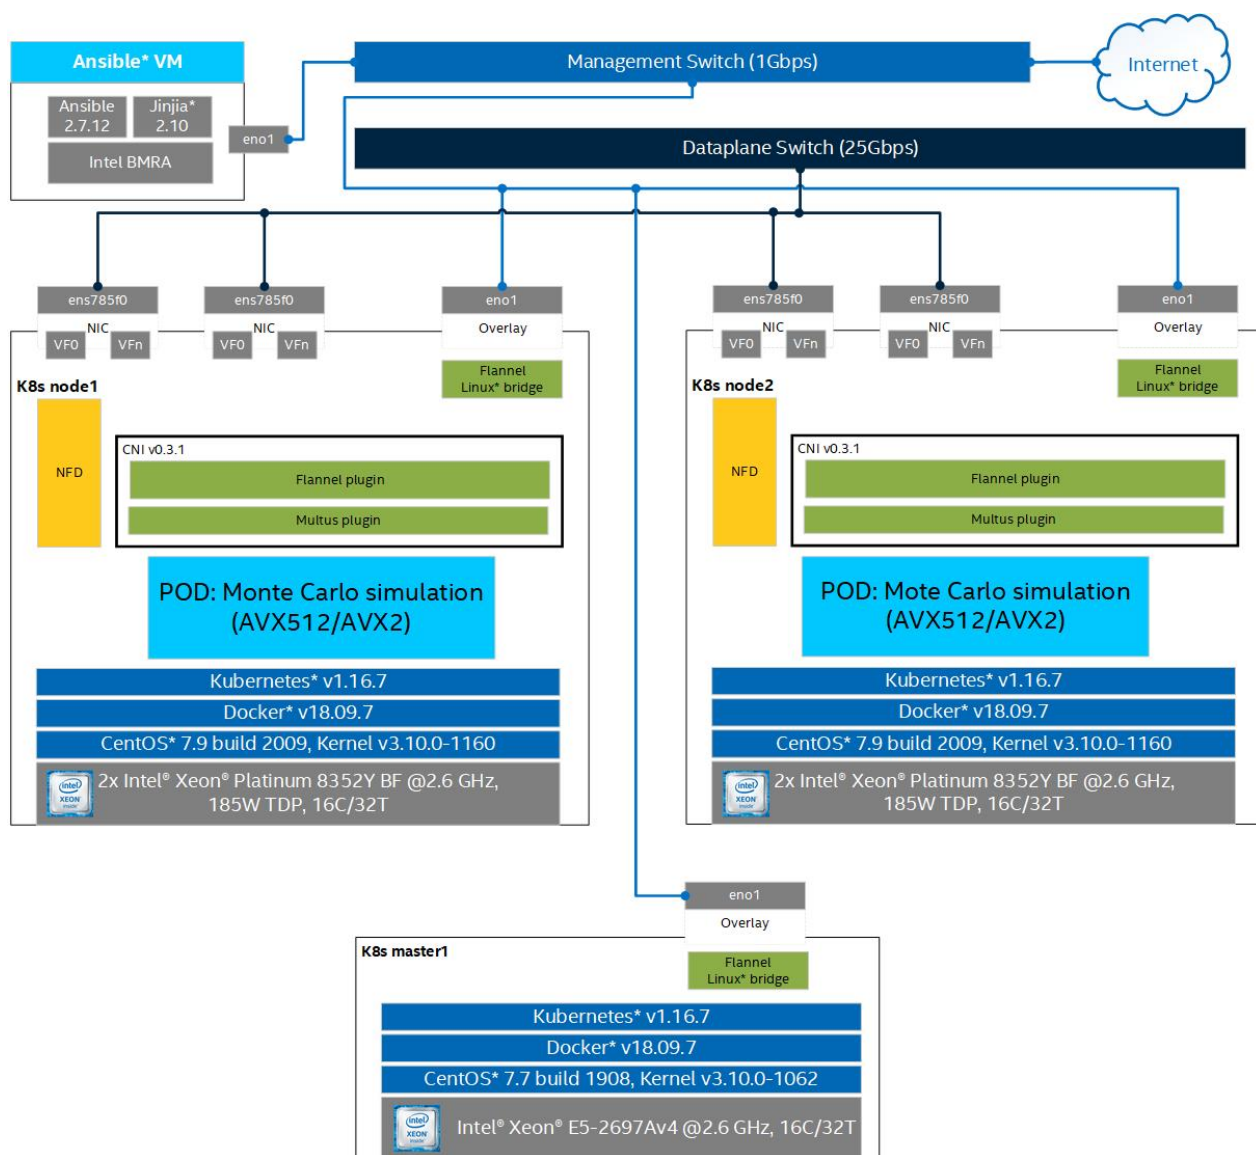 Ansible* VM
Ansible
2.7.12
Jinjia*
2.10
Intel BMRA
eno1
Management Switch (1Gbps)
Internet
Dataplane Switch (25Gbps)
ens785f0
NIC
VF0
VFn
ens785f0
NIC
VF0
VFn
eno1
Overlay
Flannel
Linux* bridge
K8s node1
NFD
CNI v0.3.1
Flannel plugin
Multus plugin
POD: Monte Carlo simulation
(AVX512/AVX2)
Kubernetes* v1.16.7
Docker* v18.09.7
CentOS* 7.9 build 2009, Kernel v3.10.0-1160
intel
XEON
inside
2x Intel® Xeon® Platinum 8352Y BF @2.6 GHz,
185W TDP, 16C/32T
ens785f0
NIC
VF0
VFn
ens785f0
NIC
VF0
VFn
eno1
Overlay
Flannel
Linux* bridge
K8s node2
NFD
CNI v0.3.1
Flannel plugin
Multus plugin
POD: Mote Carlo simulation
(AVX512/AVX2)
Kubernetes* v1.16.7
Docker* v18.09.7
CentOS* 7.9 build 2009, Kernel v3.10.0-1160
intel
XEON
inside
2x Intel® Xeon® Platinum 8352Y BF @2.6 GHz,
185W TDP, 16C/32T
eno1
Overlay
K8s master1
Flannel
Linux* bridge
Kubernetes* v1.16.7
Docker* v18.09.7
CentOS* 7.7 build 1908, Kernel v3.10.0-1062
intel
XEON
inside
Intel® Xeon® E5-2697Av4 @2.6 GHz, 16C/32T